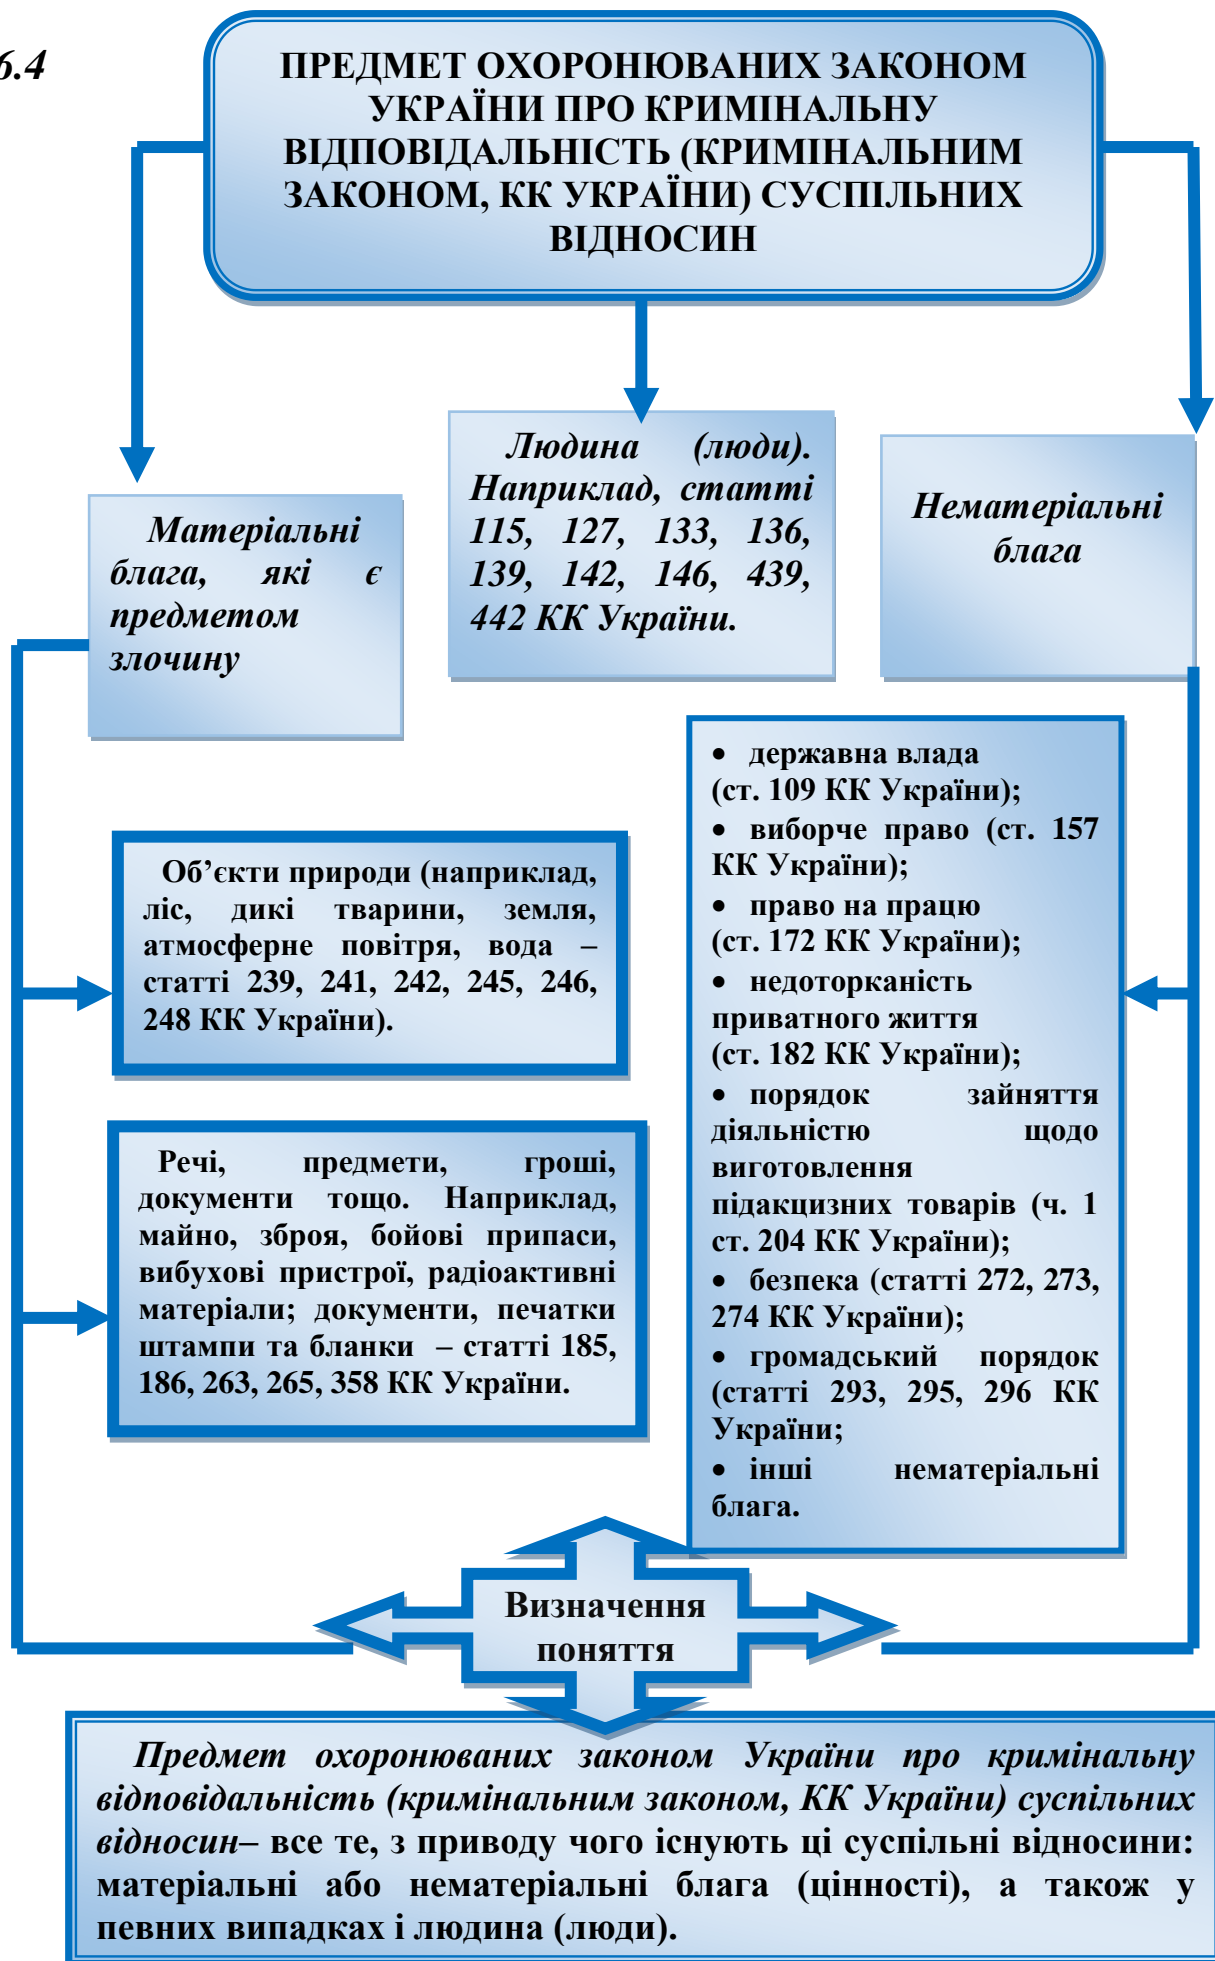 6.4
ПРЕДМЕТ ОХОРОНЮВАНИХ ЗАКОНОМ
УКРАЇНИ ПРО КРИМІНАЛЬНУ
ВІДПОВІДАЛЬНІСТЬ (КРИМІНАЛЬНИМ
ЗАКОНОМ, КК УКРАЇНИ) СУСПІЛЬНИХ
ВІДНОСИН
Матеріальні
блага, які є
предметом
злочину
Людина (люди).
Наприклад, статті
115, 127, 133, 136,
139, 142, 146, 439,
442 КК України.
Нематеріальні
блага
Об’єкти природи (наприклад,
ліс, дикі тварини, земля,
атмосферне повітря, вода –
статті 239, 241, 242, 245, 246,
248 КК України).
Речі, предмети, гроші,
документи тощо. Наприклад,
майно, зброя, бойові припаси,
вибухові пристрої, радіоактивні
матеріали; документи, печатки
штампи та бланки – статті 185,
186, 263, 265, 358 КК України.
• державна влада
(ст. 109 КК України);
• виборче право (ст. 157
КК України);
• право на працю
(ст. 172 КК України);
• недоторканість
приватного життя
(ст. 182 КК України);
• порядок зайняття
діяльністю щодо
виготовлення
підакцизних товарів (ч. 1
ст. 204 КК України);
• безпека (статті 272, 273,
274 КК України);
• громадський порядок
(статті 293, 295, 296 КК
України;
• інші нематеріальні
блага.
Визначення
поняття
Предмет охоронюваних законом України про кримінальну
відповідальність (кримінальним законом, КК України) суспільних
відносин– все те, з приводу чого існують ці суспільні відносини:
матеріальні або нематеріальні блага (цінності), а також у
певних випадках і людина (люди).